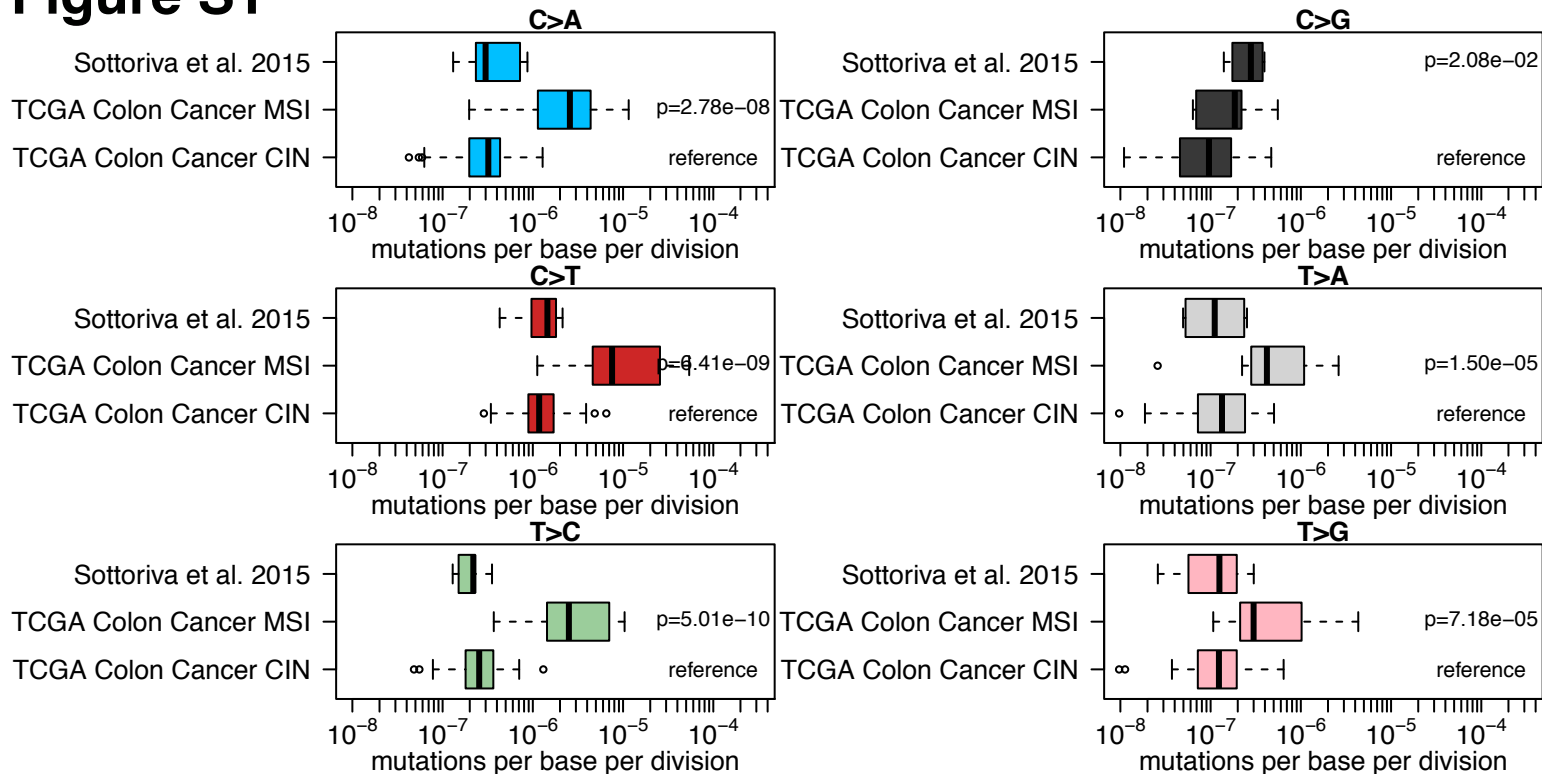 Figure S1
C>A
Sottoriva et al. 2015
TCGA Colon Cancer MSI
p=2.78e−08
TCGA Colon Cancer CIN
reference
10−8 10−7 10−6 10−5 10−4
mutations per base per division
C>G
Sottoriva et al. 2015
p=2.08e−02
TCGA Colon Cancer MSI
TCGA Colon Cancer CIN
reference
10−8 10−7 10−6 10−5 10−4
mutations per base per division
C>T
Sottoriva et al. 2015
TCGA Colon Cancer MSI
p=6.41e−09
TCGA Colon Cancer CIN
reference
10−8 10−7 10−6 10−5 10−4
mutations per base per division
T>A
Sottoriva et al. 2015
TCGA Colon Cancer MSI
p=1.50e−05
TCGA Colon Cancer CIN
reference
10−8 10−7 10−6 10−5 10−4
mutations per base per division
T>C
Sottoriva et al. 2015
TCGA Colon Cancer MSI
p=5.01e−10
TCGA Colon Cancer CIN
reference
10−8 10−7 10−6 10−5 10−4
mutations per base per division
T>G
Sottoriva et al. 2015
TCGA Colon Cancer MSI
p=7.18e−05
TCGA Colon Cancer CIN
reference
10−8 10−7 10−6 10−5 10−4
mutations per base per division